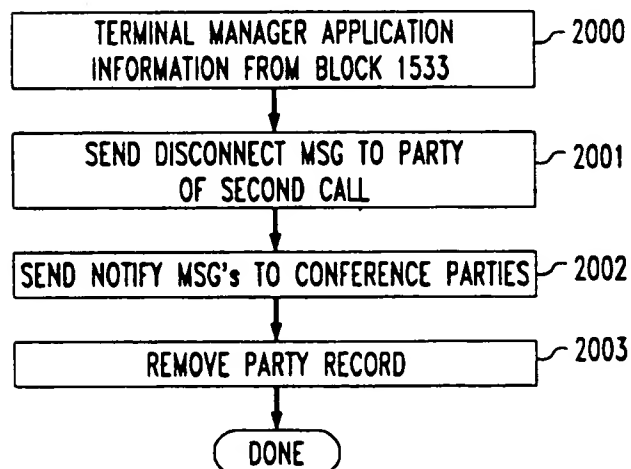 TERMINAL MANAGER APPLICATION
INFORMATION FROM BLOCK 1533
2000
SEND DISCONNECT MSG TO PARTY
OF SECOND CALL
2001
SEND NOTIFY MSG's TO CONFERENCE PARTIES
2002
REMOVE PARTY RECORD
2003
DONE